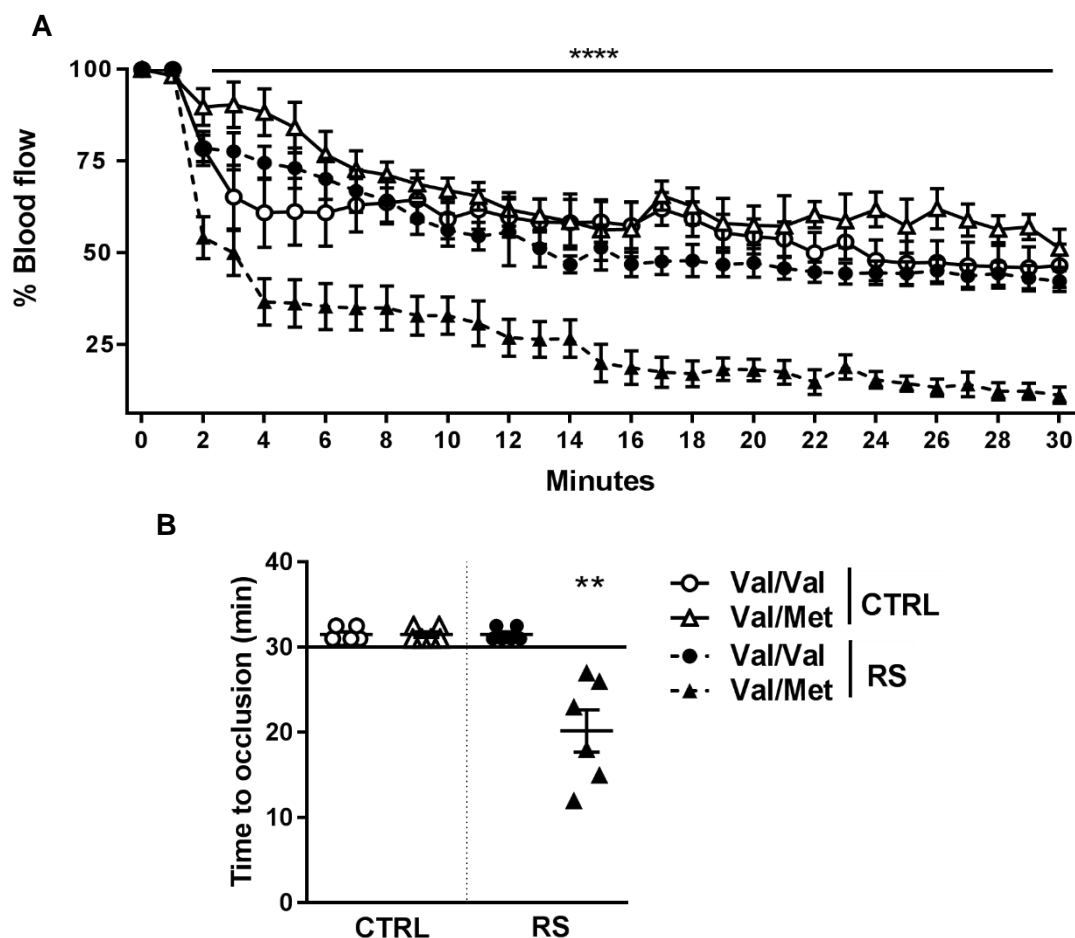 A
****
100
75
50
25
% Blood flow
0 2 4 6 8 10 12 14 16 18 20 22 24 26 28 30
Minutes
B
40
30
20
10
0
Time to occlusion (min)
**
CTRL RS
Val/Val
Val/Met
CTRL
Val/Val
Val/Met
RS